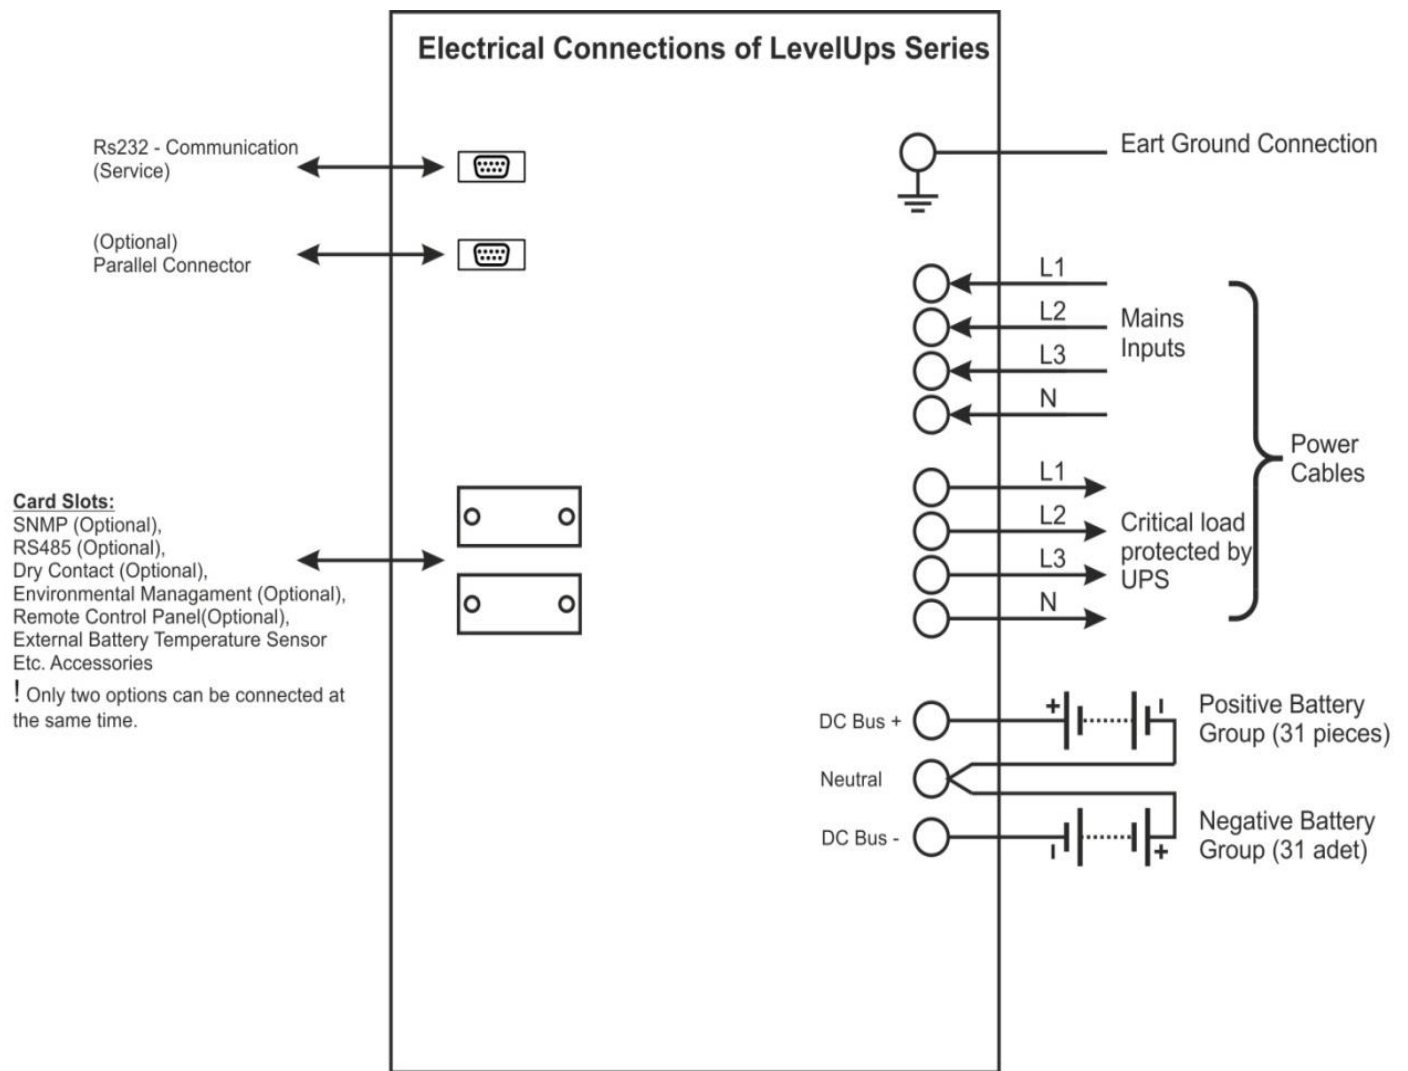 Electrical Connections of LevelUps Series
Rs232 - Communication
(Service)
(Optional)
Parallel Connector
Card Slots:
SNMP (Optional),
RS485 (Optional),
Dry Contact (Optional),
Environmental Managament (Optional),
Remote Control Panel(Optional),
External Battery Temperature Sensor
Etc. Accessories
! Only two options can be connected at
the same time.
Eart Ground Connection
L1
L2
L3
N
Mains
Inputs
L1
L2
L3
N
Critical load
protected by
UPS
Power
Cables
DC Bus +
Neutral
DC Bus -
+
-
Positive Battery
Group (31 pieces)
-
+
Negative Battery
Group (31 adet)